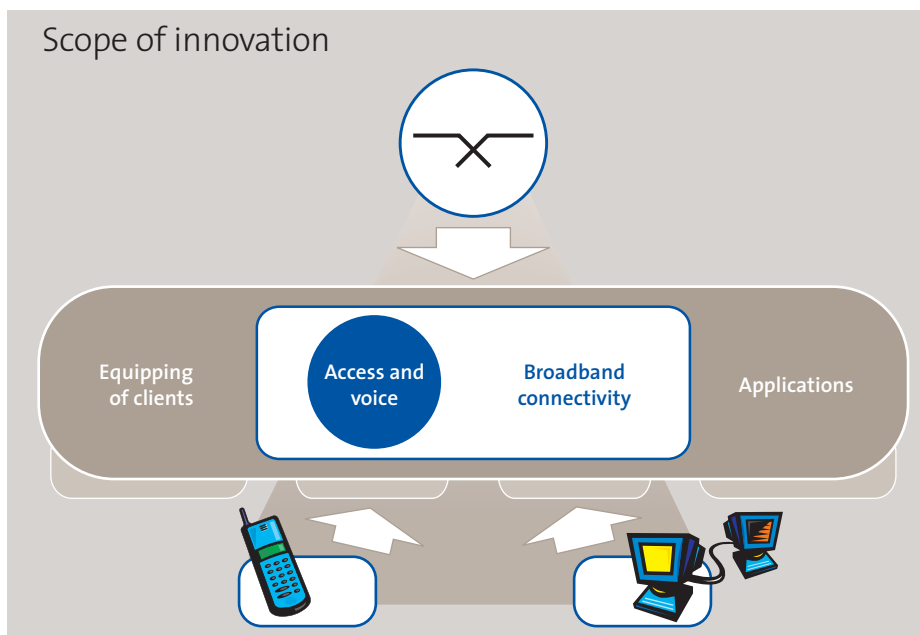 Scope of innovation
Equipping
of clients
Access and
voice
Broadband
connectivity
Applications